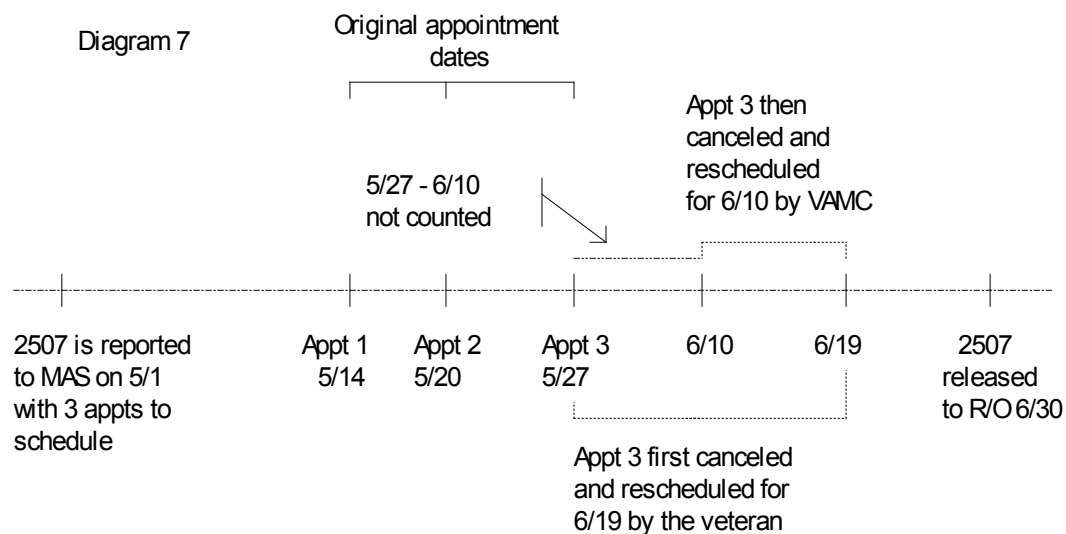 Diagram 7
Original appointment
dates
Appt 3 then
canceled and
rescheduled
for 6/10 by VAMC
5/27 - 6/10
not counted
2507 is reported
to MAS on 5/1
with 3 appts to
schedule
Appt 1
5/14
Appt 2
5/20
Appt 3
5/27
6/10
6/19
2507
released
to R/O 6/30
Appt 3 first canceled
and rescheduled for
6/19 by the veteran